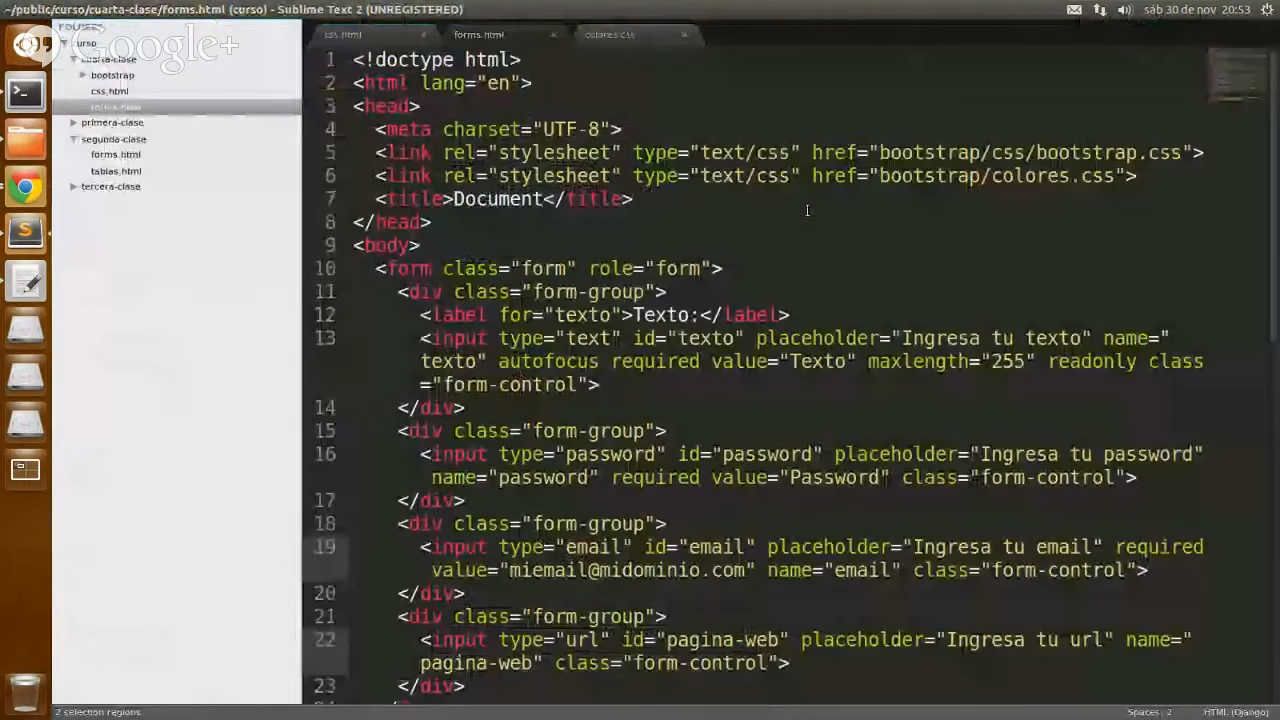 ~/public/curso/cuarta-clase/forms.html (curso) - Sublime Text 2 (UNREGISTERED)
sáb 30 de nov 20:53
Google+
FOLDERS
curso
cuarta-clase
bootstrap
css.html
forms.html
primera-clase
segunda-clase
forms.html
tablas.html
tercera-clase
css.html
forms.html
colores.css
1 <!doctype html>
2 <html lang="en">
3 <head>
4 <meta charset="UTF-8">
5 <link rel="stylesheet" type="text/css" href="bootstrap/css/bootstrap.css">
6 <link rel="stylesheet" type="text/css" href="bootstrap/colores.css">
7 <title>Document</title>
8 </head>
9 <body>
10 <form class="form" role="form">
11 <div class="form-group">
12 <label for="texto">Texto:</label>
13 <input type="text" id="texto" placeholder="Ingresa tu texto" name="
texto" autofocus required value="Texto" maxlength="255" readonly class
="form-control">
14 </div>
15 <div class="form-group">
16 <input type="password" id="password" placeholder="Ingresa tu password"
name="password" required value="Password" class="form-control">
17 </div>
18 <div class="form-group">
19 <input type="email" id="email" placeholder="Ingresa tu email" required
value="miemail@midominio.com" name="email" class="form-control">
20 </div>
21 <div class="form-group">
22 <input type="url" id="pagina-web" placeholder="Ingresa tu url" name="
pagina-web" class="form-control">
23 </div>
2 selection regions
Spaces: 2
HTML (Django)